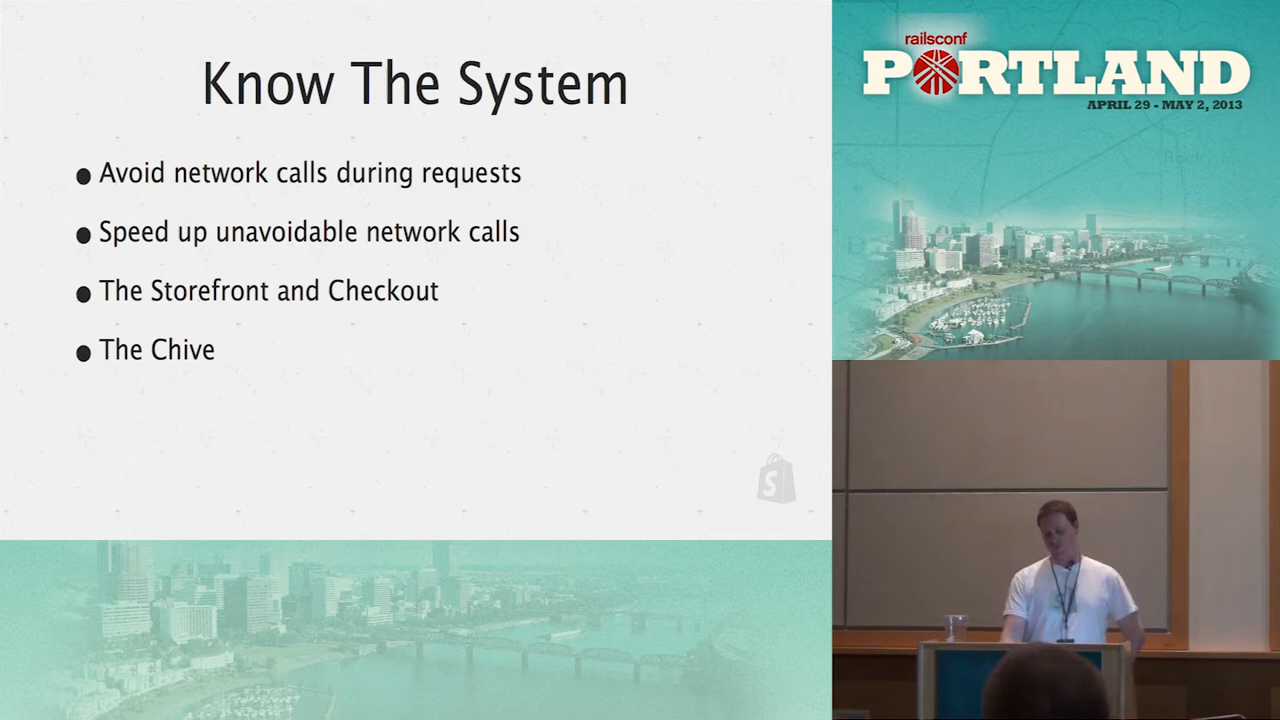 Know The System
Avoid network calls during requests
Speed up unavoidable network calls
The Storefront and Checkout
The Chive
S
railsconf
PORTLAND
APRIL 29 - MAY 2, 2013